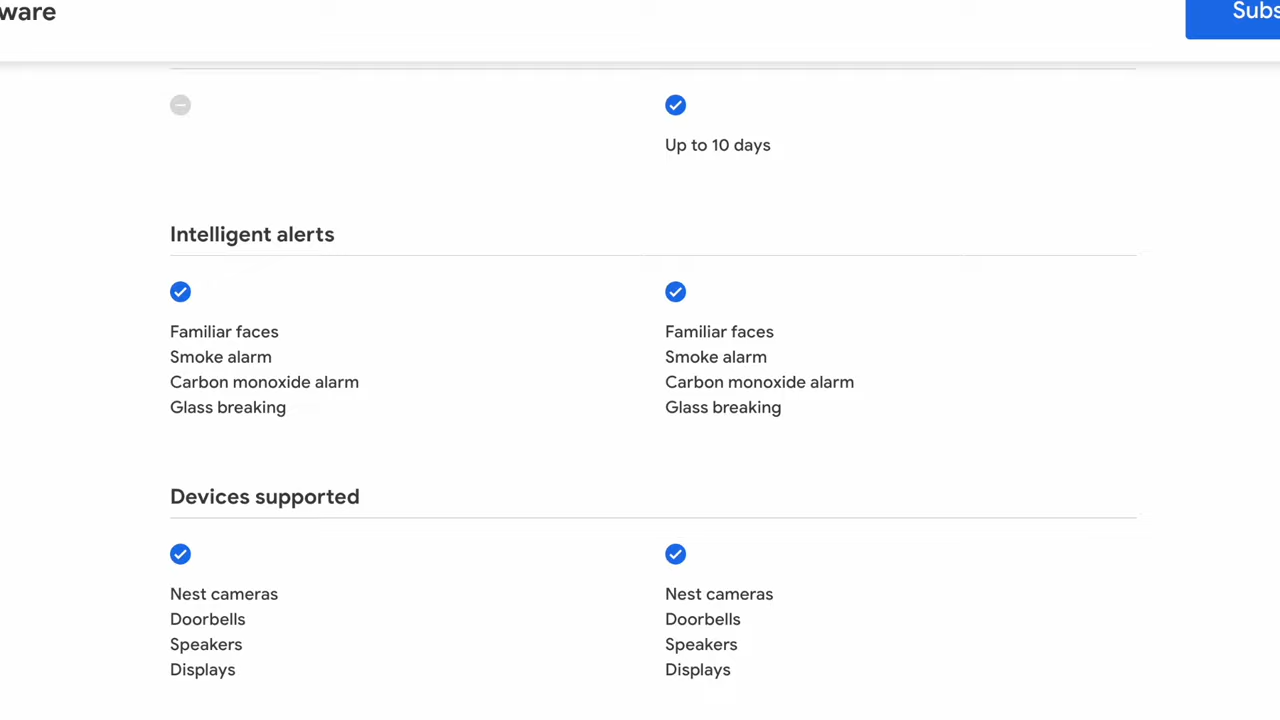 ware
Subs
Up to 10 days
Intelligent alerts
Familiar faces
Familiar faces
Smoke alarm
Smoke alarm
Carbon monoxide alarm
Carbon monoxide alarm
Glass breaking
Glass breaking
Devices supported
Nest cameras
Nest cameras
Doorbells
Doorbells
Speakers
Speakers
Displays
Displays